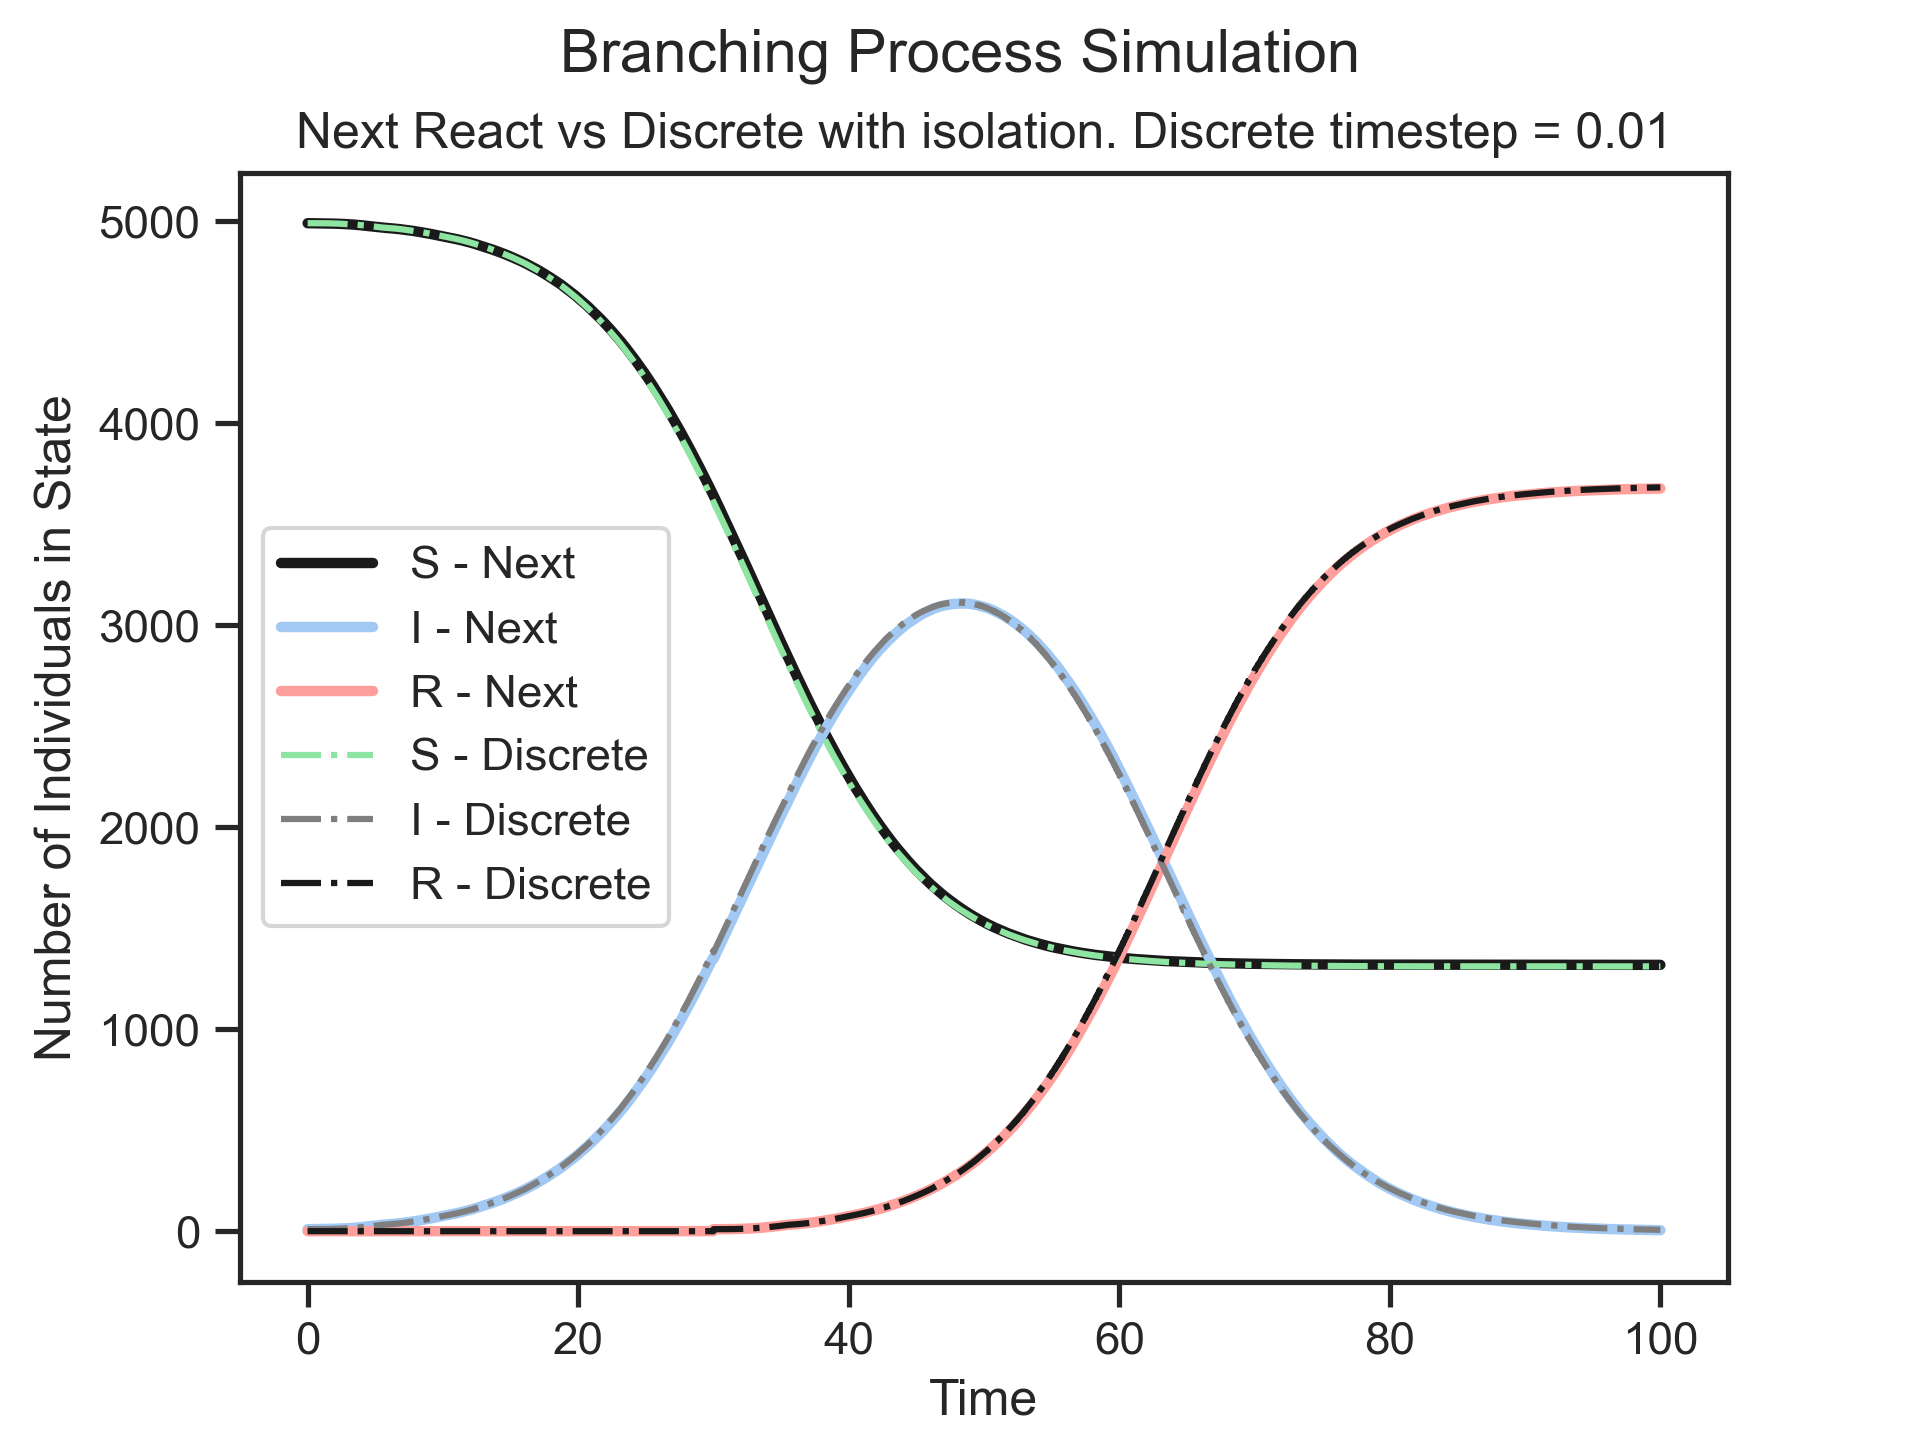 Branching Process Simulation
Next React vs Discrete with isolation. Discrete timestep = 0.01
Number of Individuals in State
5000
4000
3000
2000
1000
0
S - Next
I - Next
R - Next
S - Discrete
I - Discrete
R - Discrete
0 20 40 60 80 100
Time